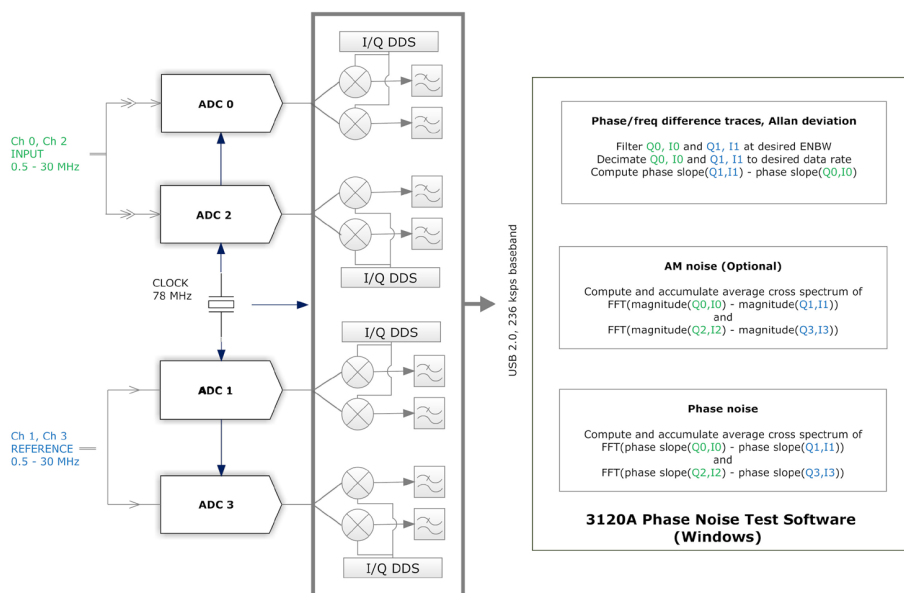 I/Q DDS
ADC 0
Ch 0, Ch 2
INPUT
0.5 - 30 MHz
ADC 2
I/Q DDS
CLOCK
78 MHz
I/Q DDS
ADC 1
Ch 1, Ch 3
REFERENCE
0.5 - 30 MHz
ADC 3
I/Q DDS
USB 2.0, 236 ksps baseband
Phase/freq difference traces, Allan deviation
Filter Q0, I0 and Q1, I1 at desired ENBW
Decimate Q0, I0 and Q1, I1 to desired data rate
Compute phase slope(Q1,I1) - phase slope(Q0,I0)
AM noise (Optional)
Compute and accumulate average cross spectrum of
FFT(magnitude(Q0,I0) - magnitude(Q1,I1))
and
FFT(magnitude(Q2,I2) - magnitude(Q3,I3))
Phase noise
Compute and accumulate average cross spectrum of
FFT(phase slope(Q0,I0) - phase slope(Q1,I1))
and
FFT(phase slope(Q2,I2) - phase slope(Q3,I3))
3120A Phase Noise Test Software
(Windows)